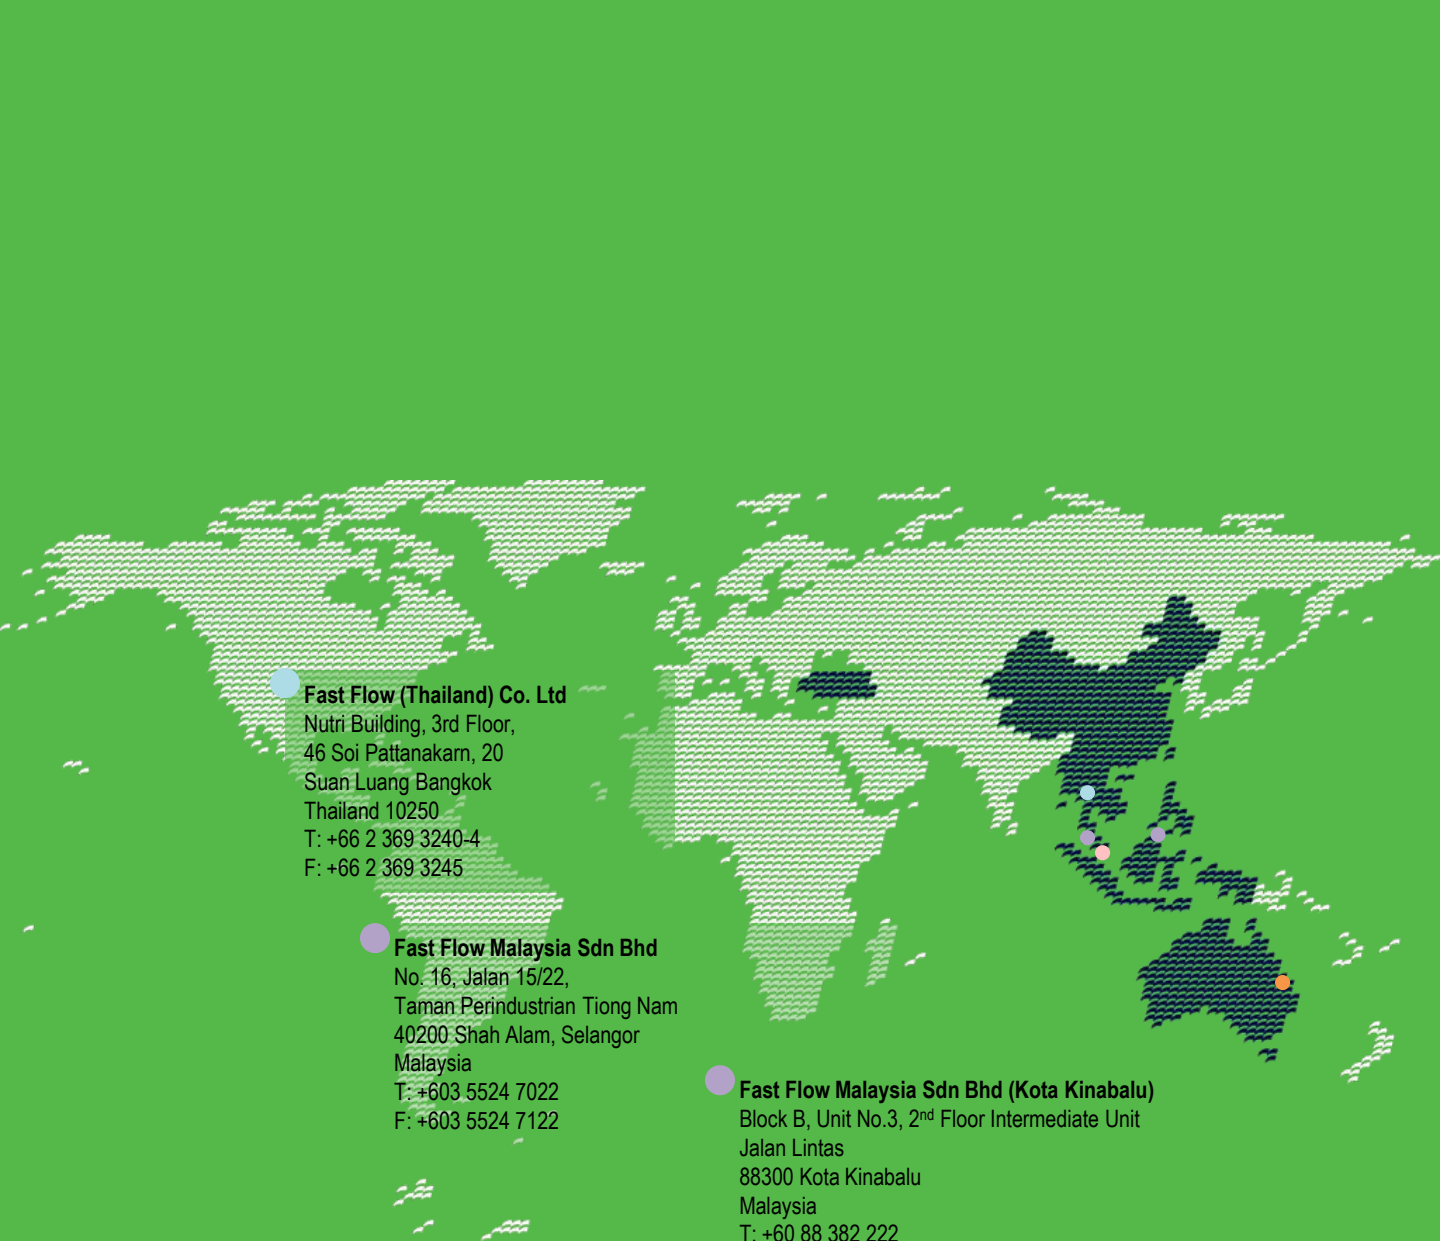 Fast Flow (Thailand) Co. Ltd
Nutri Building, 3rd Floor,
46 Soi Pattanakarn, 20
Suan Luang Bangkok
Thailand 10250
T: +66 2 369 3240-4
F: +66 2 369 3245
Fast Flow Malaysia Sdn Bhd
No. 16, Jalan 15/22,
Taman Perindustrian Tiong Nam
40200 Shah Alam, Selangor
Malaysia
T: +603 5524 7022
F: +603 5524 7122
Fast Flow Malaysia Sdn Bhd (Kota Kinabalu)
Block B, Unit No.3, 2nd Floor Intermediate Unit
Jalan Lintas
88300 Kota Kinabalu
Malaysia
T: +60 88 382 222